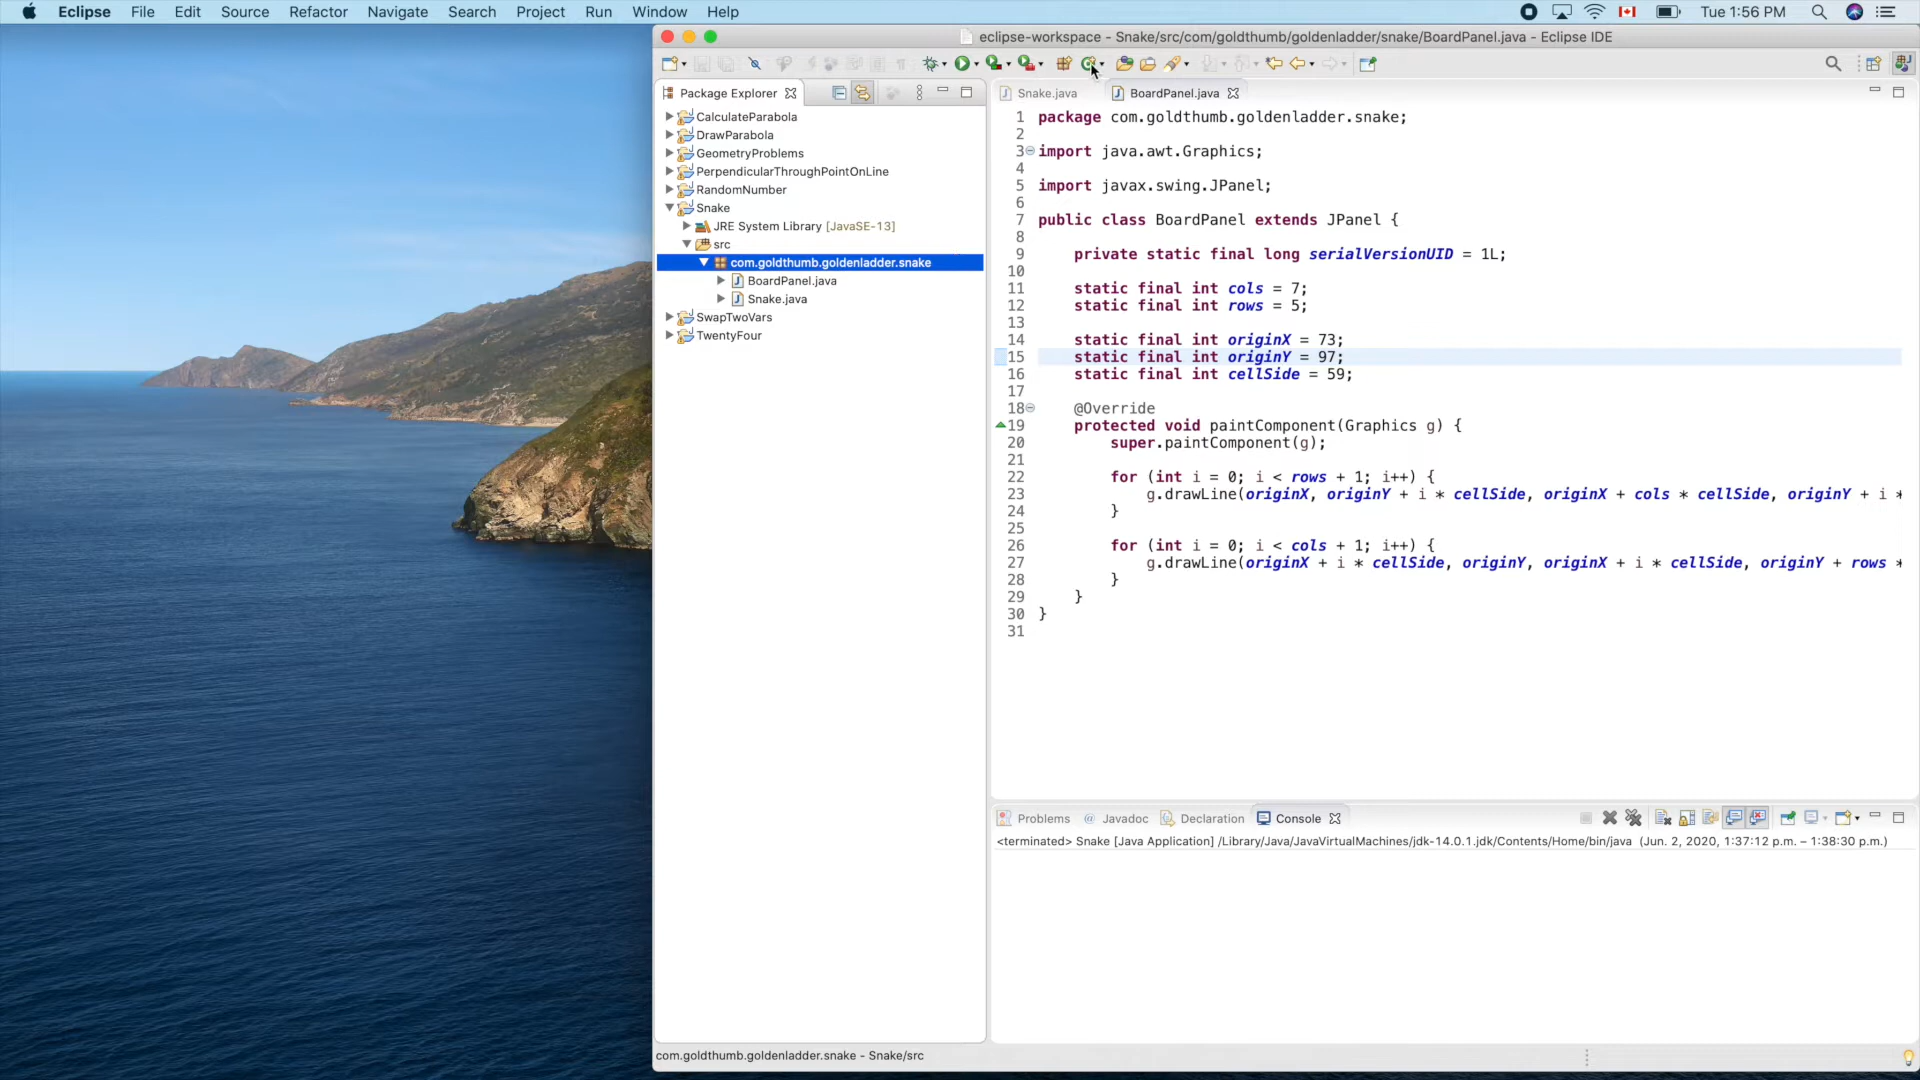 Eclipse File Edit Source Refactor Navigate Search Project Run Window Help Tue 1:56 PM
eclipse-workspace - Snake/src/com/goldthumb/goldenladder/snake/BoardPanel.java - Eclipse IDE
Package Explorer
Snake.java BoardPanel.java
CalculateParabola
DrawParabola
GeometryProblems
PerpendicularThroughPointOnLine
RandomNumber
Snake
JRE System Library [JavaSE-13]
src
com.goldthumb.goldenladder.snake
BoardPanel.java
Snake.java
SwapTwoVars
TwentyFour
1 package com.goldthumb.goldenladder.snake;
2
3 import java.awt.Graphics;
4
5 import javax.swing.JPanel;
6
7 public class BoardPanel extends JPanel {
8
9 private static final long serialVersionUID = 1L;
10
11 static final int cols = 7;
12 static final int rows = 5;
13
14 static final int originX = 73;
15 static final int originY = 97;
16 static final int cellSide = 59;
17
18 @Override
19 protected void paintComponent(Graphics g) {
20 super.paintComponent(g);
21
22 for (int i = 0; i < rows + 1; i++) {
23 g.drawLine(originX, originY + i * cellSide, originX + cols * cellSide, originY + i *
24 }
25
26 for (int i = 0; i < cols + 1; i++) {
27 g.drawLine(originX + i * cellSide, originY, originX + i * cellSide, originY + rows *
28 }
29 }
30 }
31
Problems @ Javadoc Declaration Console
<terminated> Snake [Java Application] /Library/Java/JavaVirtualMachines/jdk-14.0.1.jdk/Contents/Home/bin/java (Jun. 2, 2020, 1:37:12 p.m. – 1:38:30 p.m.)
com.goldthumb.goldenladder.snake - Snake/src